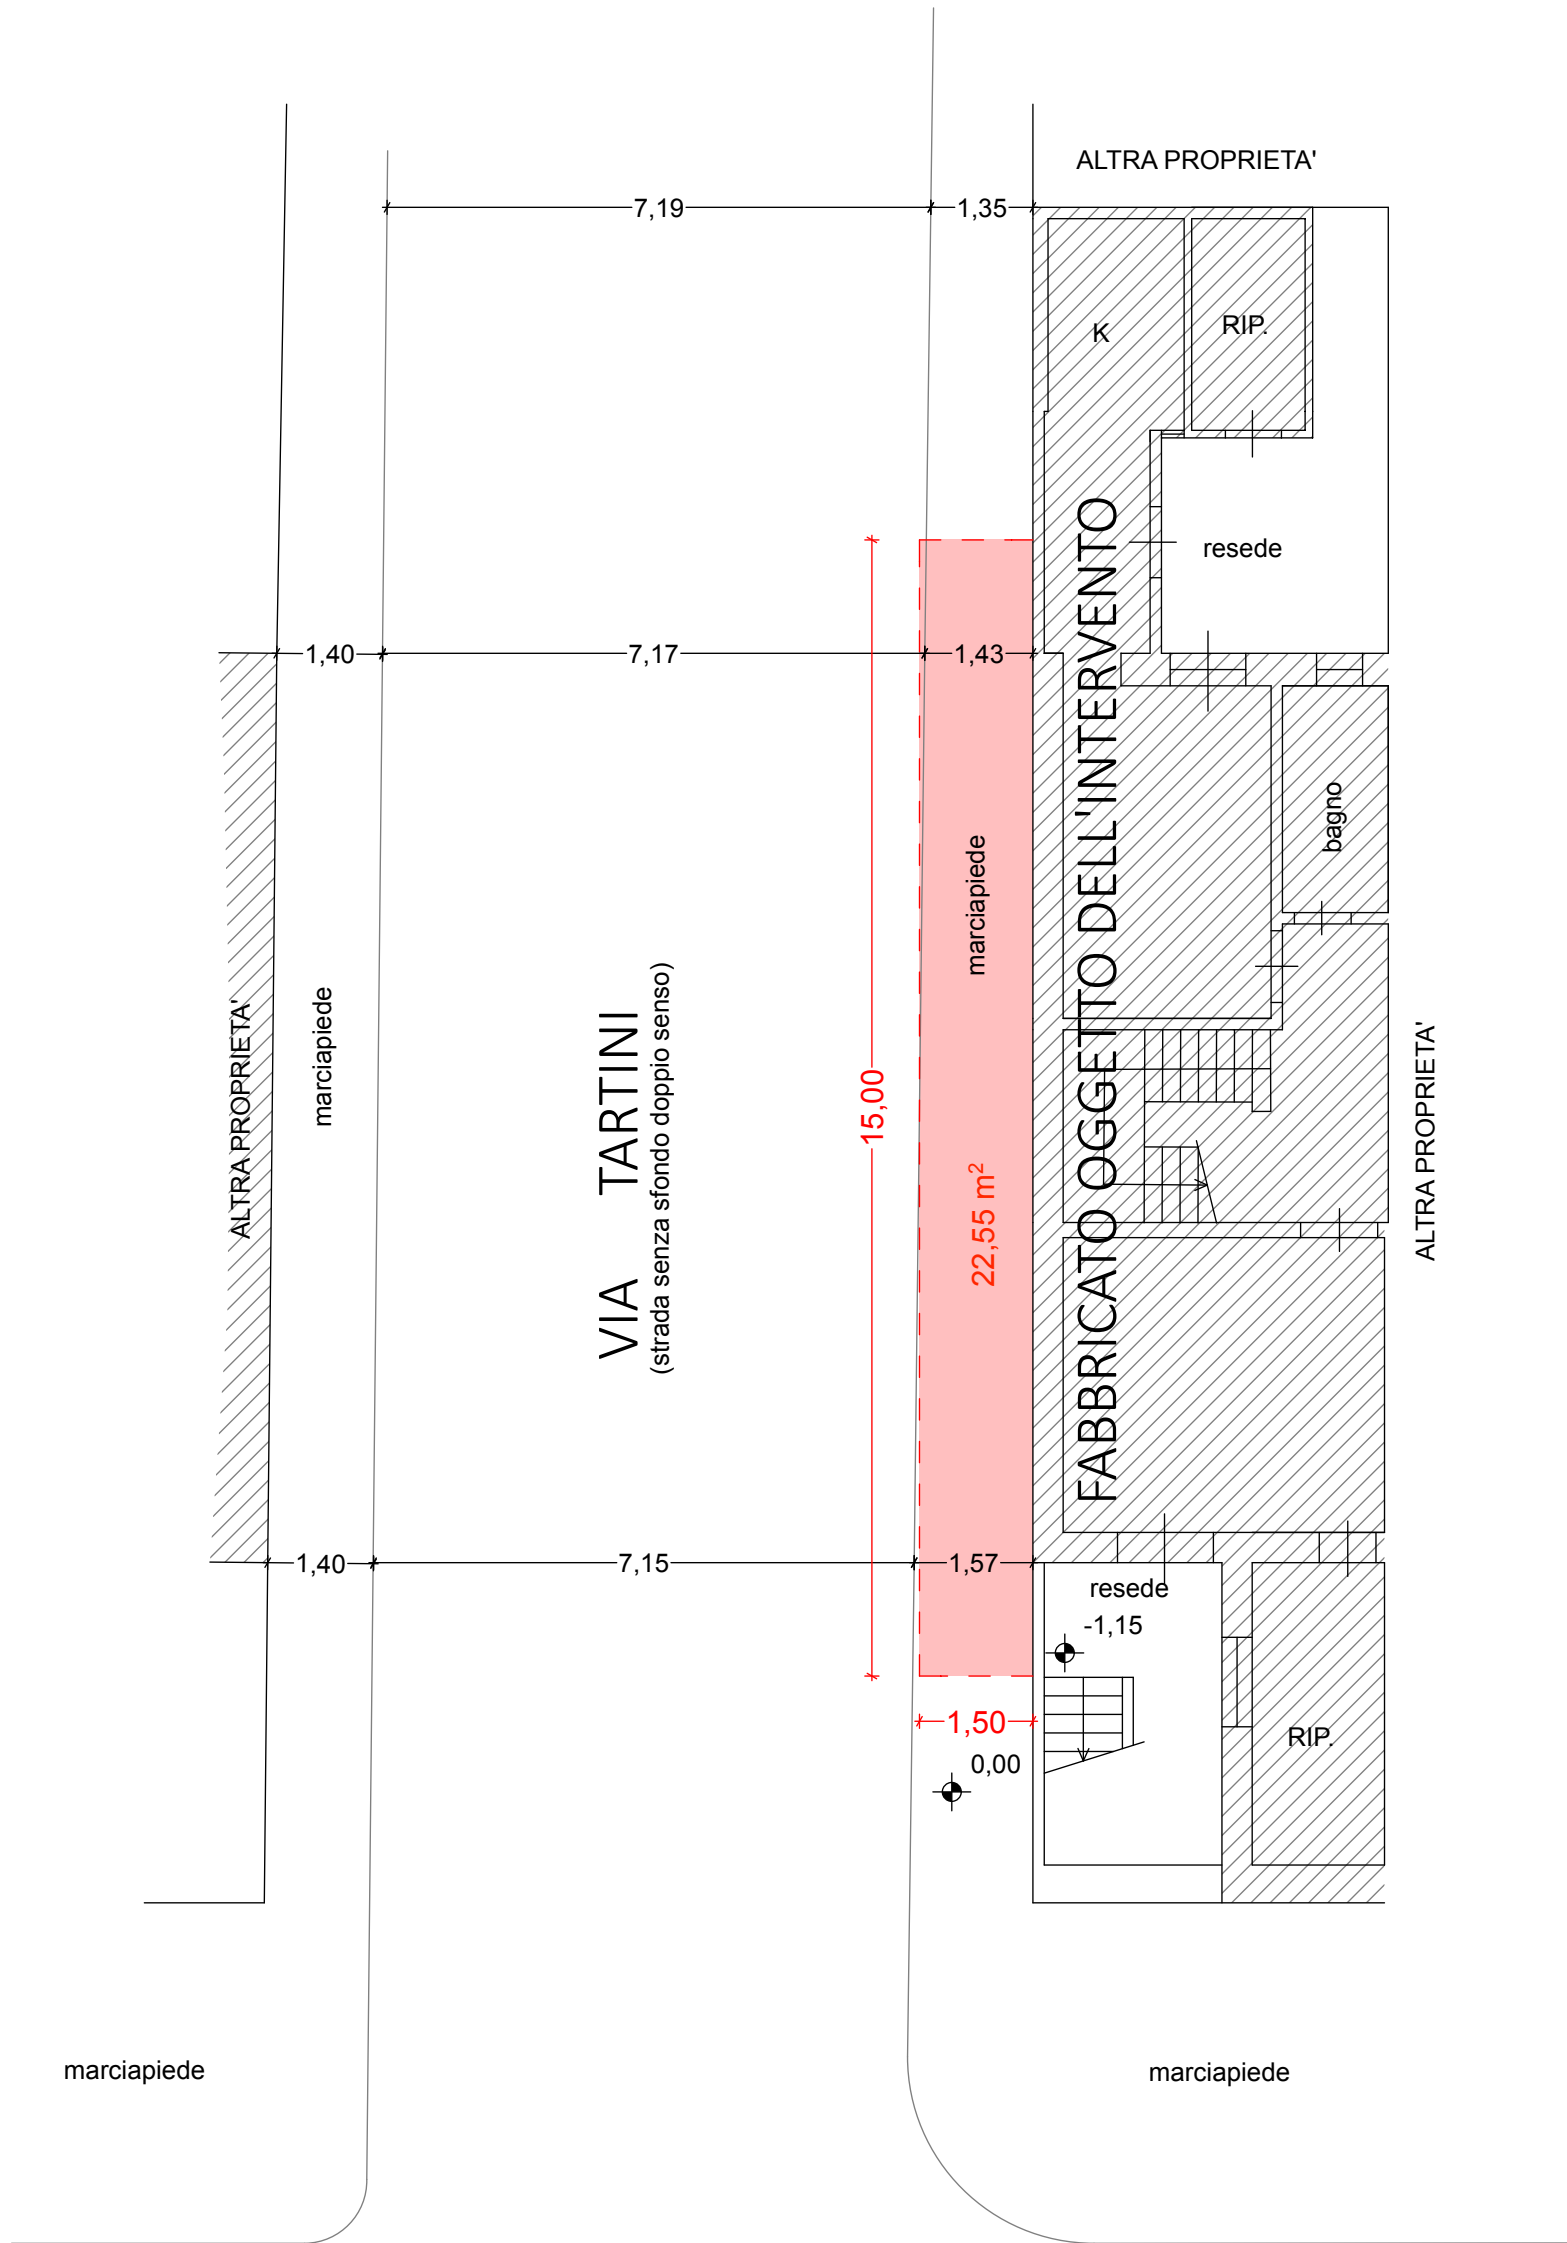 ALTRA PROPRIETA'
7,19
1,35
K
RIP.
resede
1,40
7,17
1,43
FABBRICATO OGGETTO DELL'INTERVENTO
bagno
marciapiede
ALTRA PROPRIETA'
marciapiede
VIA TARTINI
(strada senza sfondo doppio senso)
15,00
22,55 m²
ALTRA PROPRIETA'
1,40
7,15
1,57
resede
-1,15
1,50
0,00
RIP.
marciapiede
marciapiede